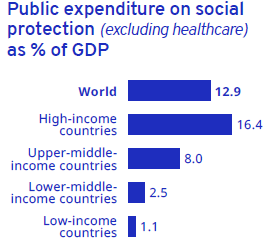 Public expenditure on social
protection (excluding healthcare)
as % of GDP
World 12.9
High-income
countries 16.4
Upper-middle-
income countries 8.0
Lower-middle-
income countries 2.5
Low-income
countries 1.1